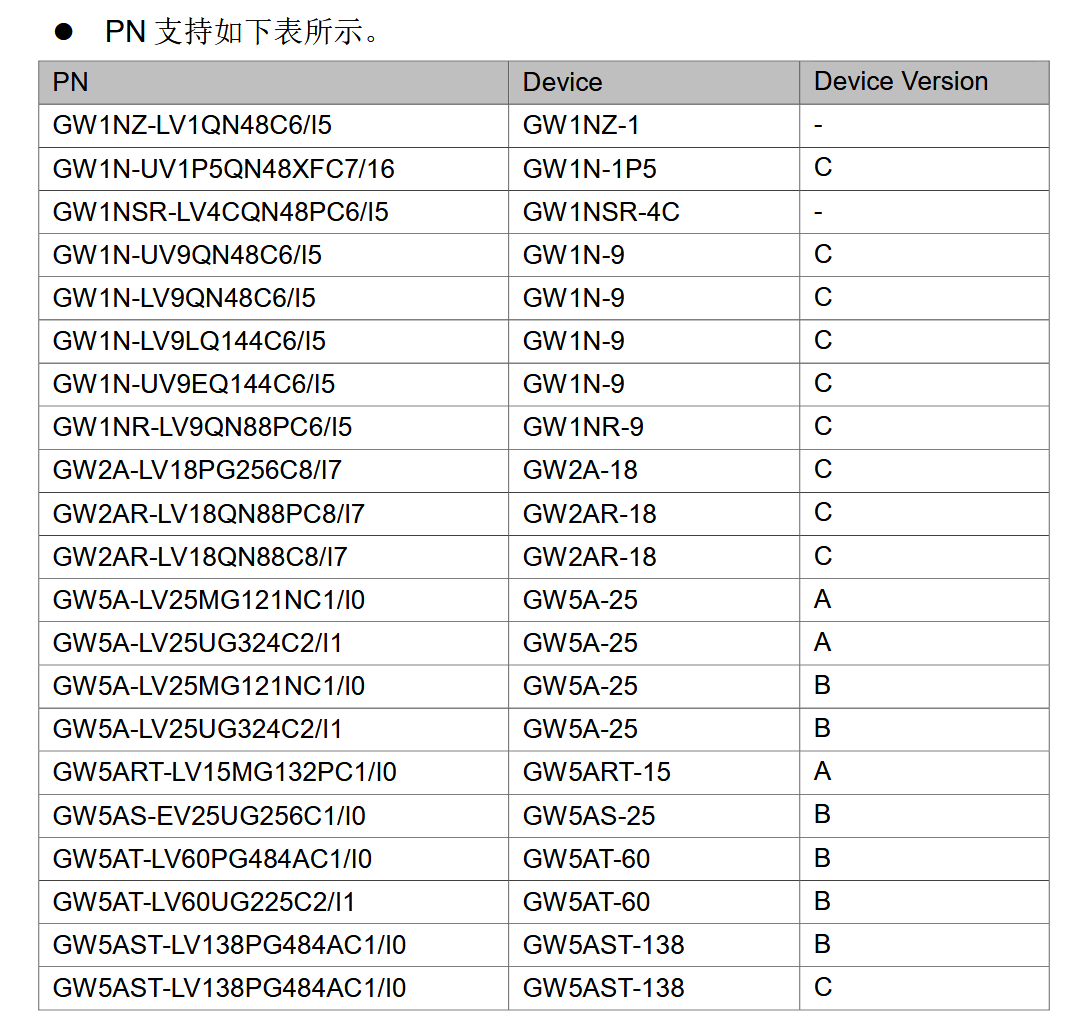 ● PN 支持如下表所示。
PN Device Device Version
GW1NZ-LV1QN48C6/I5 GW1NZ-1 -
GW1N-UV1P5QN48XFC7/16 GW1N-1P5 C
GW1NSR-LV4CQN48PC6/I5 GW1NSR-4C -
GW1N-UV9QN48C6/I5 GW1N-9 C
GW1N-LV9QN48C6/I5 GW1N-9 C
GW1N-LV9LQ144C6/I5 GW1N-9 C
GW1N-UV9EQ144C6/I5 GW1N-9 C
GW1NR-LV9QN88PC6/I5 GW1NR-9 C
GW2A-LV18PG256C8/I7 GW2A-18 C
GW2AR-LV18QN88PC8/I7 GW2AR-18 C
GW2AR-LV18QN88C8/I7 GW2AR-18 C
GW5A-LV25MG121NC1/I0 GW5A-25 A
GW5A-LV25UG324C2/I1 GW5A-25 A
GW5A-LV25MG121NC1/I0 GW5A-25 B
GW5A-LV25UG324C2/I1 GW5A-25 B
GW5ART-LV15MG132PC1/I0 GW5ART-15 A
GW5AS-EV25UG256C1/I0 GW5AS-25 B
GW5AT-LV60PG484AC1/I0 GW5AT-60 B
GW5AT-LV60UG225C2/I1 GW5AT-60 B
GW5AST-LV138PG484AC1/I0 GW5AST-138 B
GW5AST-LV138PG484AC1/I0 GW5AST-138 C